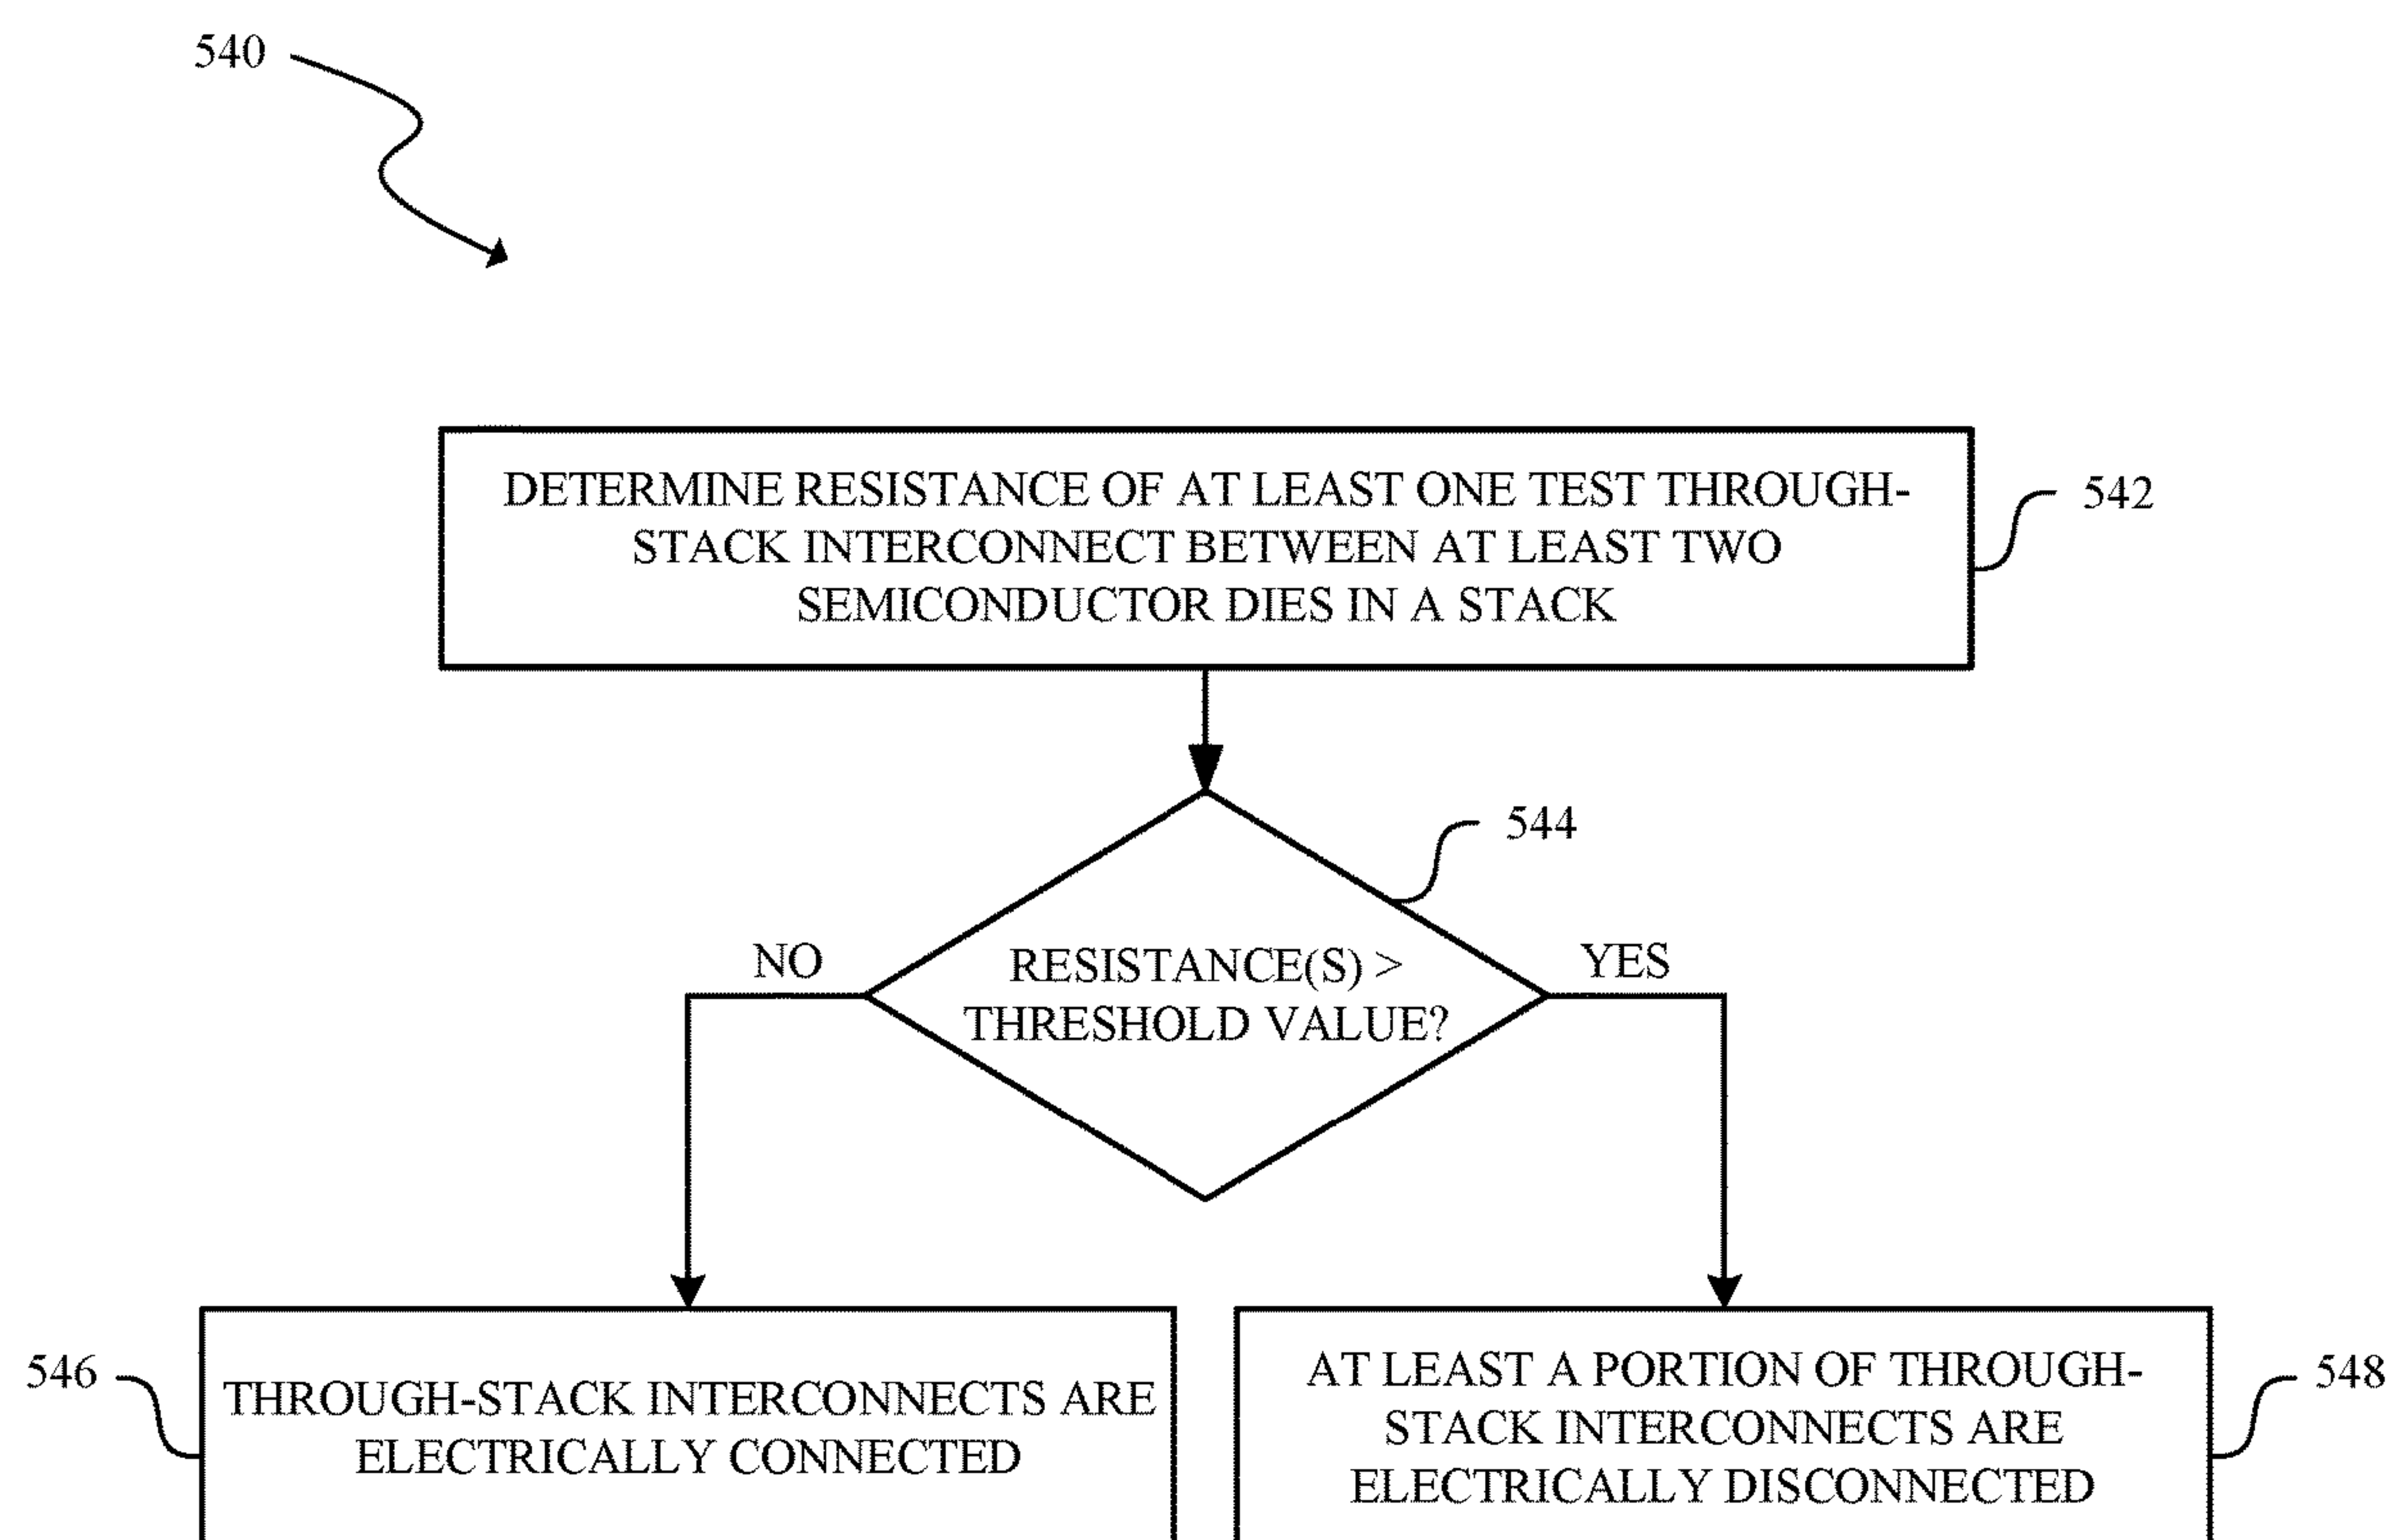 540
DETERMINE RESISTANCE OF AT LEAST ONE TEST THROUGH-
STACK INTERCONNECT BETWEEN AT LEAST TWO
SEMICONDUCTOR DIES IN A STACK
542
544
NO
RESISTANCE(S) >
THRESHOLD VALUE?
YES
546
THROUGH-STACK INTERCONNECTS ARE
ELECTRICALLY CONNECTED
AT LEAST A PORTION OF THROUGH-
STACK INTERCONNECTS ARE
ELECTRICALLY DISCONNECTED
548